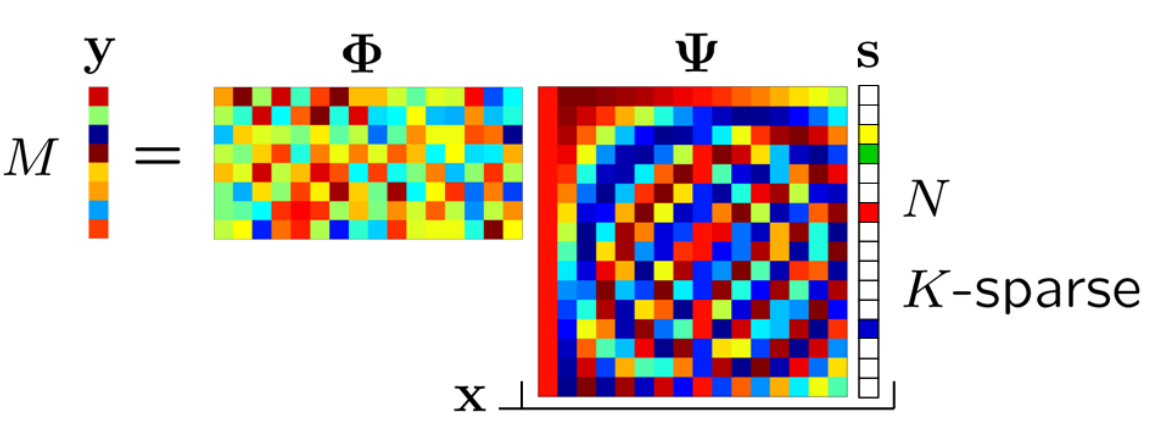 y Φ Ψ s
M = N
K-sparse
x